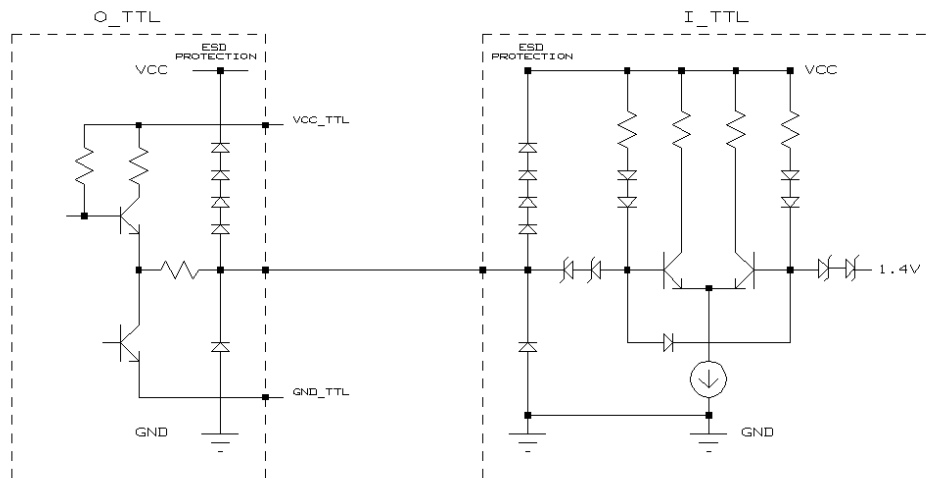 O_TTL
I_TTL
ESD
PROTECTION
VCC
VCC_TTL
GND_TTL
GND
ESD
PROTECTION
VCC
1.4V
GND